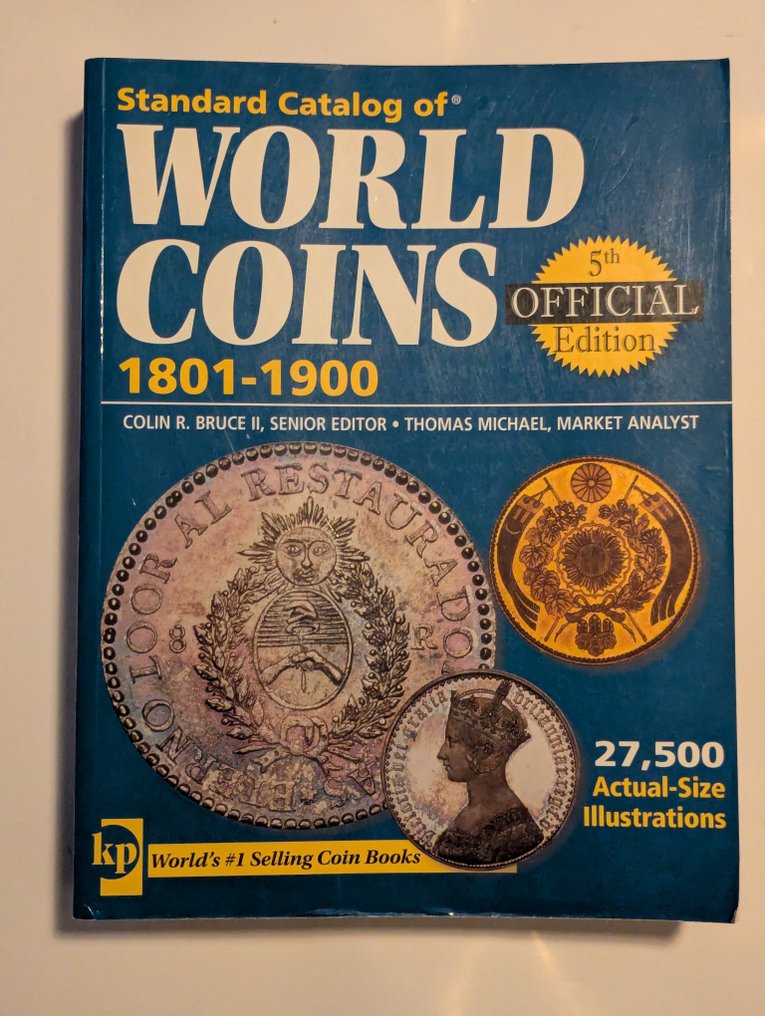 Standard Catalog of®
WORLD
COINS
5th
OFFICIAL
Edition
1801-1900
COLIN R. BRUCE II, SENIOR EDITOR • THOMAS MICHAEL, MARKET ANALYST
LOOR AL RESTAURADOR
8 R
27,500
Actual-Size
Illustrations
kp
World's #1 Selling Coin Books